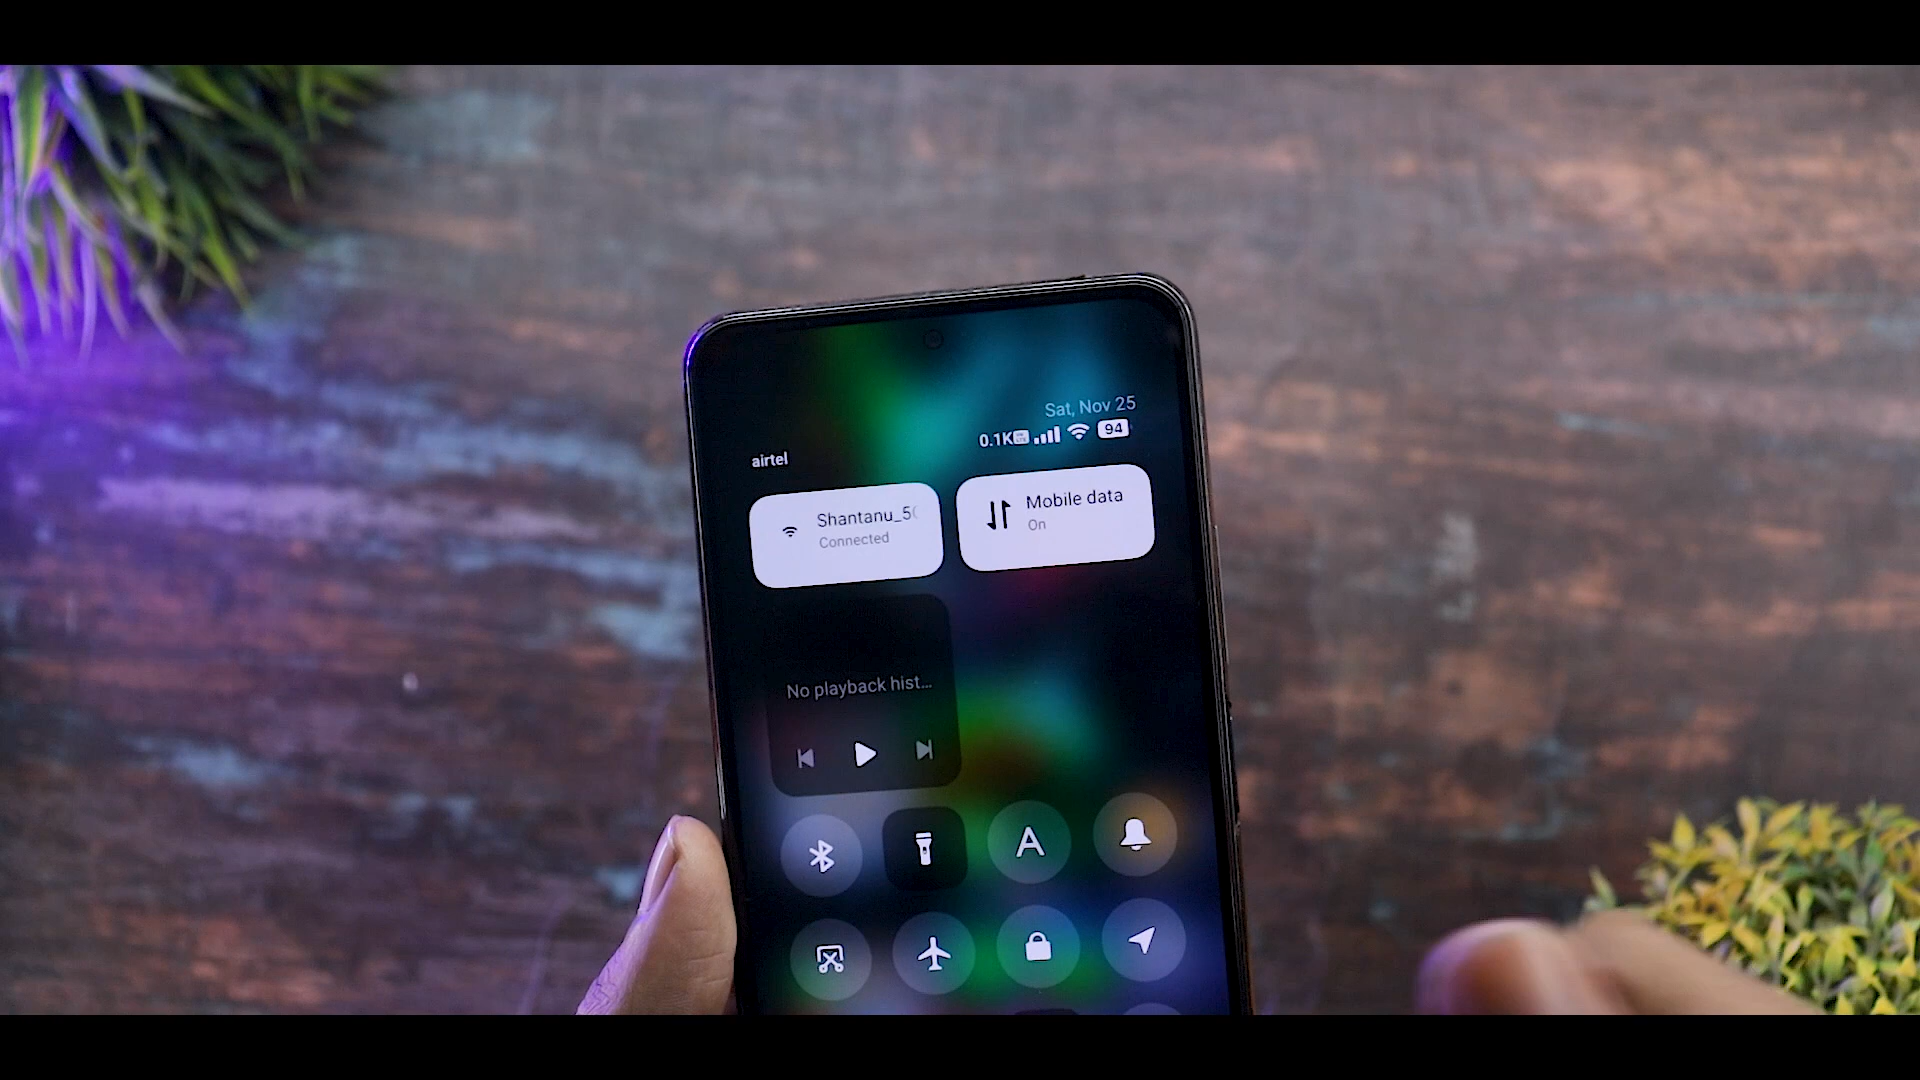 Sat, Nov 25
0.1K 94
airtel
Shantanu_5
Connected
Mobile data
On
No playback hist...
A